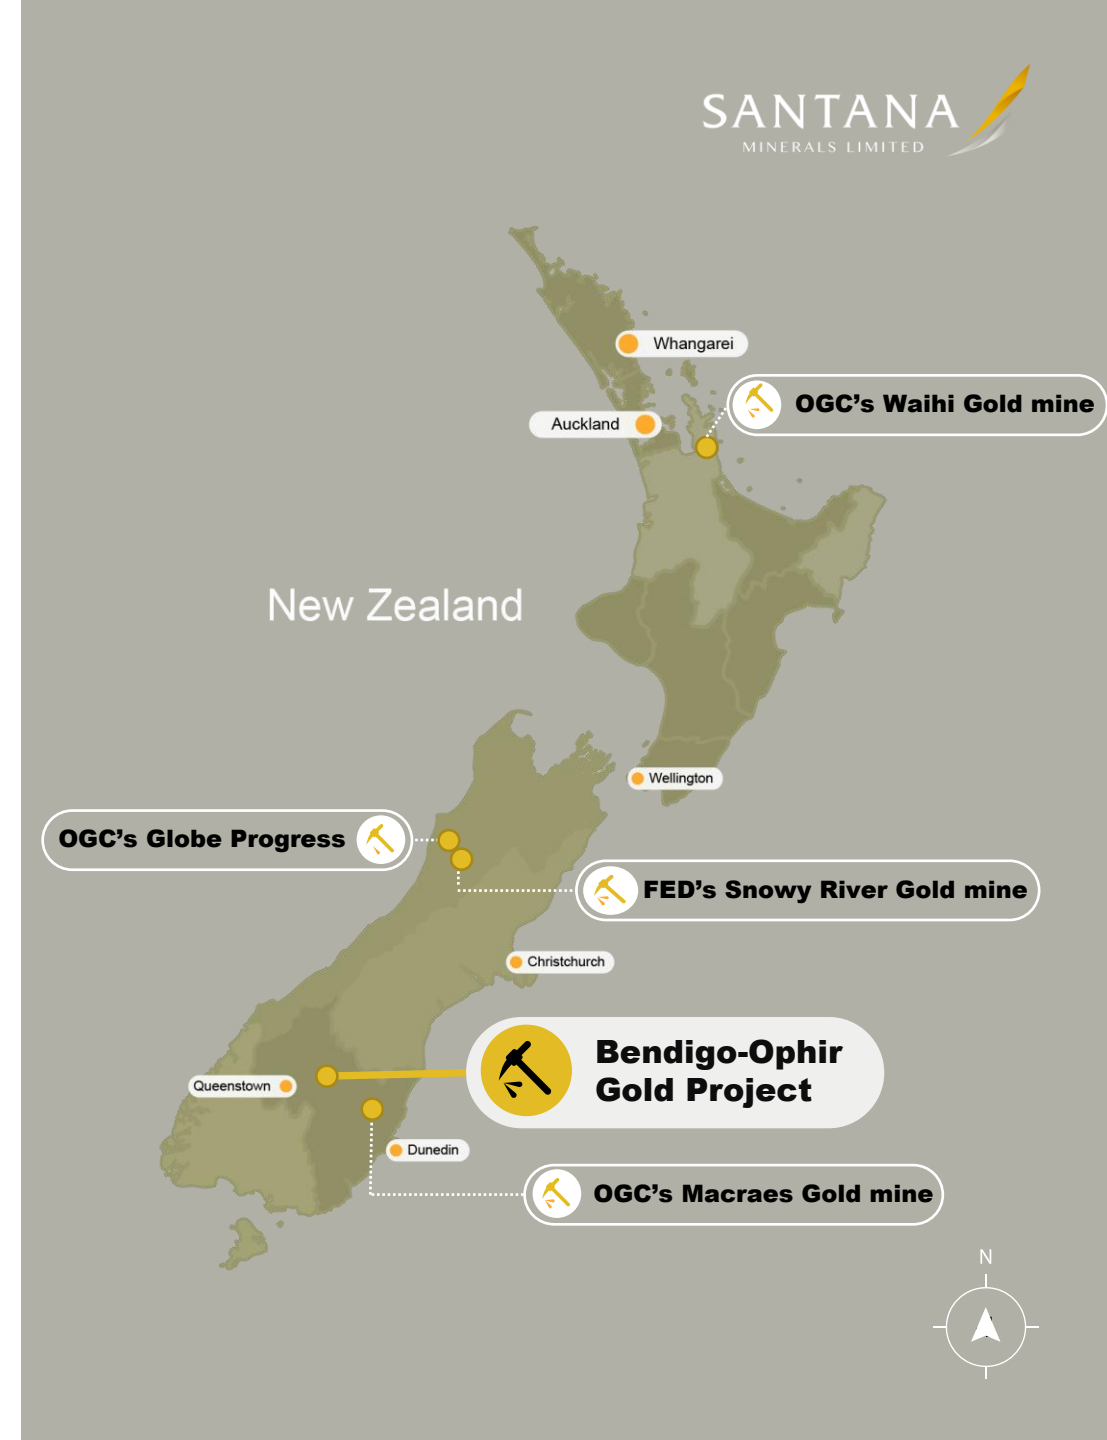 SANTANA
MINERALS LIMITED
Whangarei
OGC's Waihi Gold mine
Auckland
New Zealand
Wellington
OGC's Globe Progress
FED's Snowy River Gold mine
Christchurch
Bendigo-Ophir
Gold Project
Queenstown
Dunedin
OGC's Macraes Gold mine
N